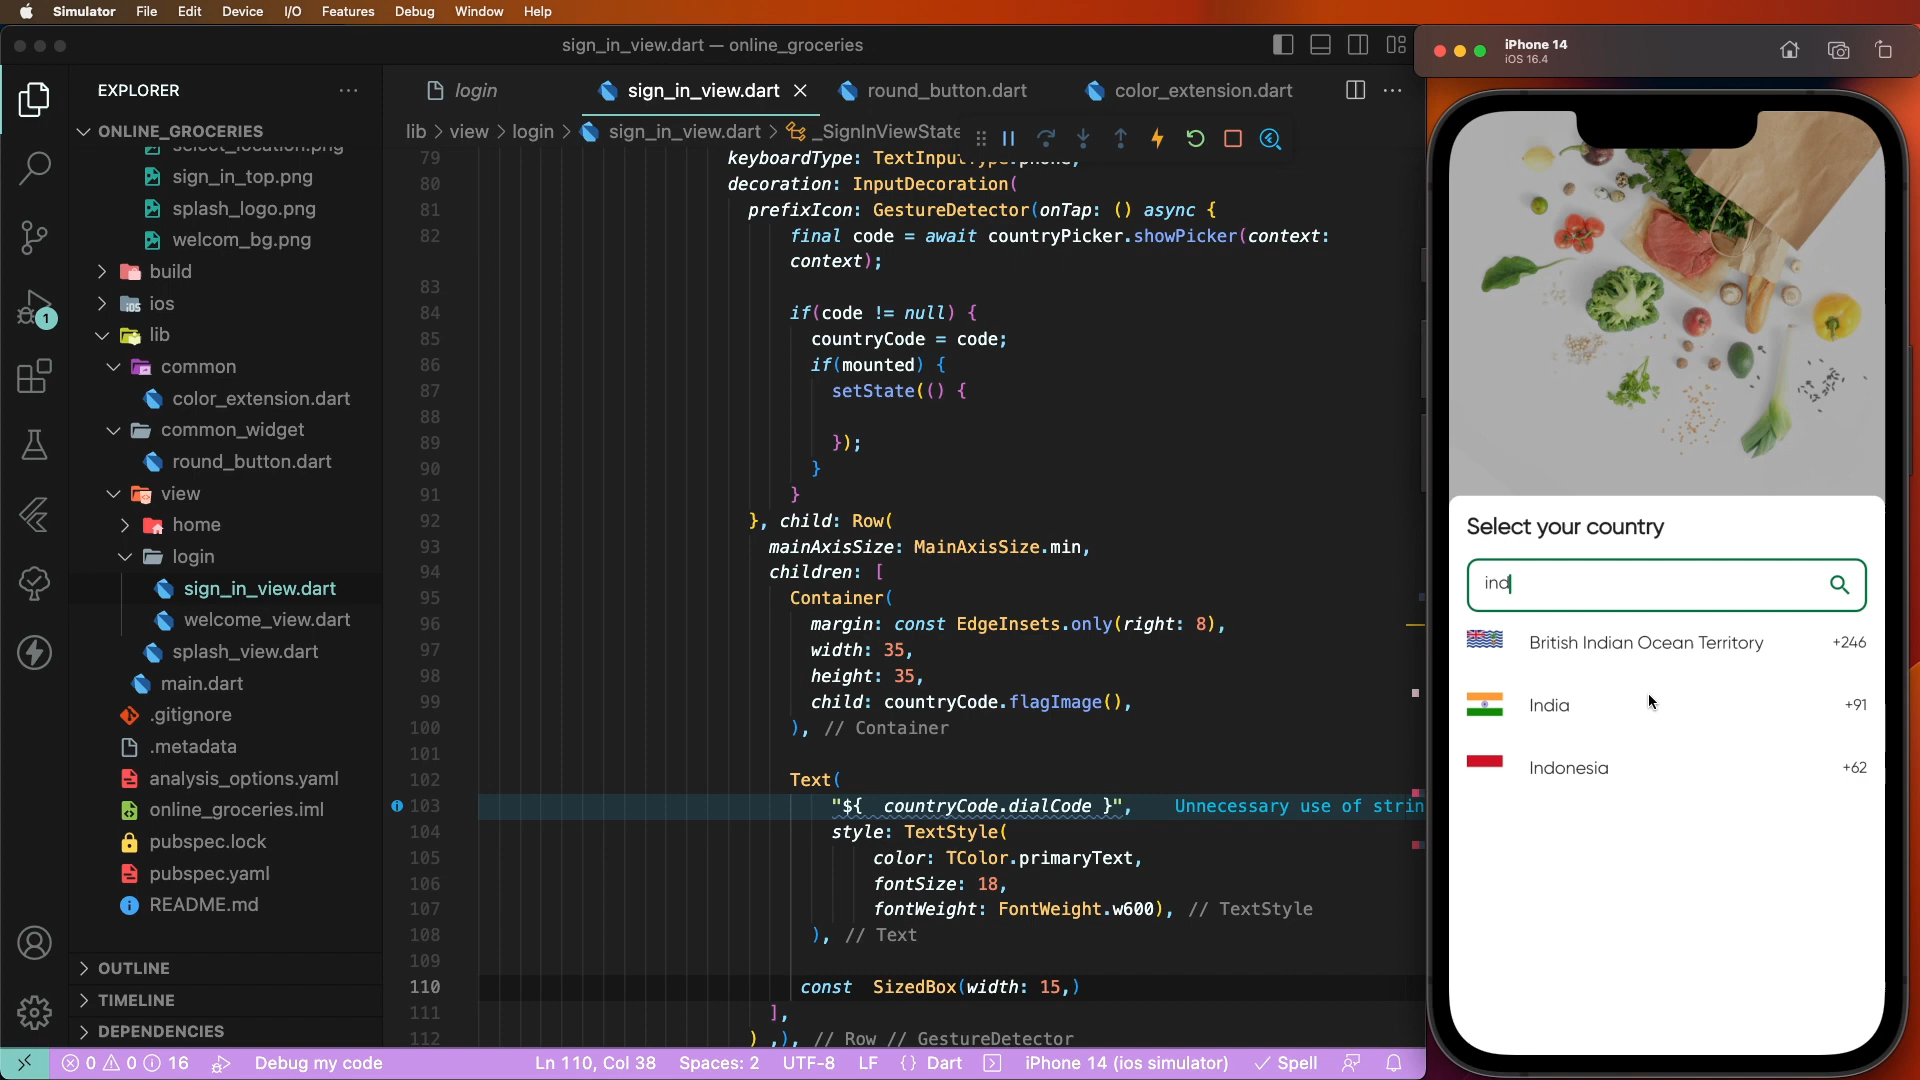 Simulator File Edit Device I/O Features Debug Window Help
sign_in_view.dart — online_groceries
iPhone 14
iOS 16.4
EXPLORER
login
sign_in_view.dart
round_button.dart
color_extension.dart
lib > view > login > sign_in_view.dart > _SignInViewState
ONLINE_GROCERIES
select_location.png
sign_in_top.png
splash_logo.png
welcom_bg.png
build
ios
lib
common
color_extension.dart
common_widget
round_button.dart
view
home
login
sign_in_view.dart
welcome_view.dart
splash_view.dart
main.dart
.gitignore
.metadata
analysis_options.yaml
online_groceries.iml
pubspec.lock
pubspec.yaml
README.md
OUTLINE
TIMELINE
DEPENDENCIES
1
79 keyboardType: TextInputType.phone,
80 decoration: InputDecoration(
81 prefixIcon: GestureDetector(onTap: () async {
82 final code = await countryPicker.showPicker(context:
context);
83
84 if(code != null) {
85 countryCode = code;
86 if(mounted) {
87 setState(() {
88
89 });
90 }
91 }
92 }, child: Row(
93 mainAxisSize: MainAxisSize.min,
94 children: [
95 Container(
96 margin: const EdgeInsets.only(right: 8),
97 width: 35,
98 height: 35,
99 child: countryCode.flagImage(),
100 ), // Container
101
102 Text(
103 "${ countryCode.dialCode }", Unnecessary use of strin
104 style: TextStyle(
105 color: TColor.primaryText,
106 fontSize: 18,
107 fontWeight: FontWeight.w600), // TextStyle
108 ), // Text
109
110 const SizedBox(width: 15,)
111 ],
112 ) ,), // Row // GestureDetector
Select your country
ind
British Indian Ocean Territory +246
India +91
Indonesia +62
0 0 16 Debug my code Ln 110, Col 38 Spaces: 2 UTF-8 LF {} Dart iPhone 14 (ios simulator) Spell